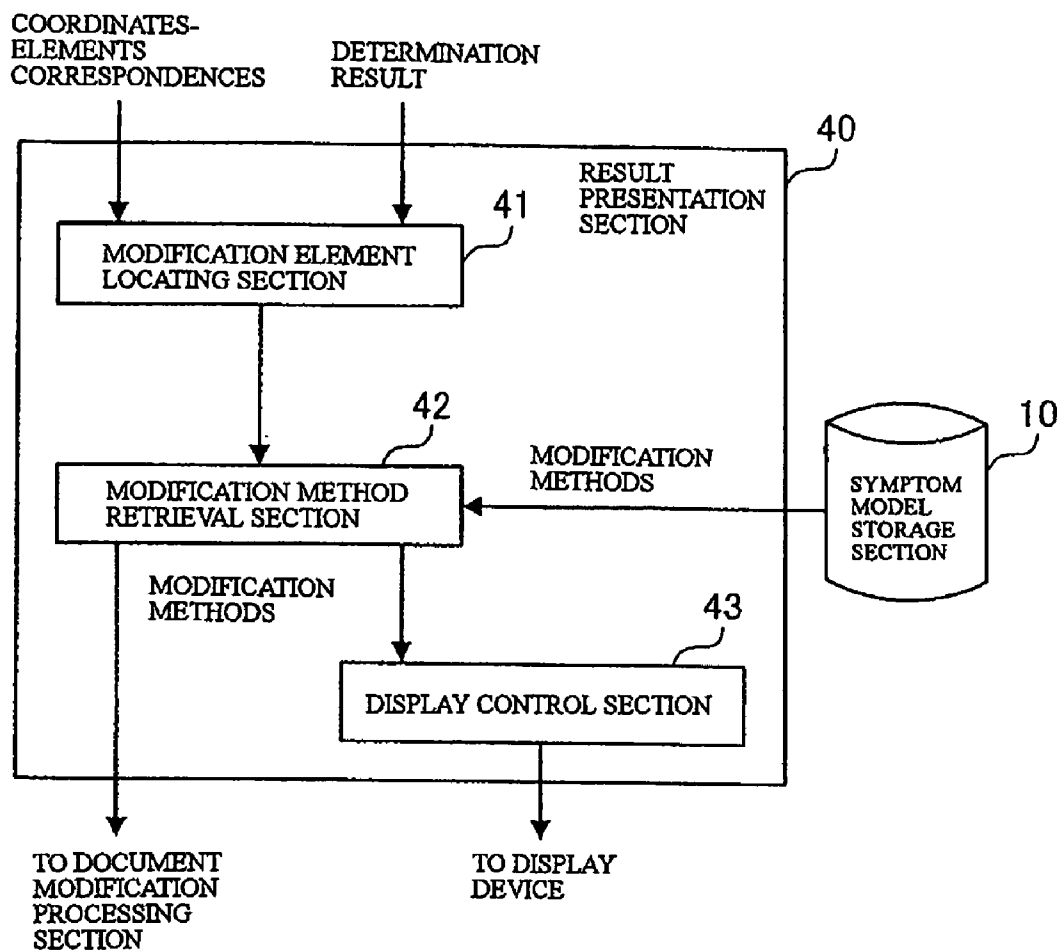 COORDINATES-
ELEMENTS
CORRESPONDENCES
DETERMINATION
RESULT
40
RESULT
PRESENTATION
SECTION
41
MODIFICATION ELEMENT
LOCATING SECTION
42
MODIFICATION METHOD
RETRIEVAL SECTION
MODIFICATION
METHODS
10
SYMPTOM
MODEL
STORAGE
SECTION
MODIFICATION
METHODS
43
DISPLAY CONTROL SECTION
TO DOCUMENT
MODIFICATION
PROCESSING
SECTION
TO DISPLAY
DEVICE